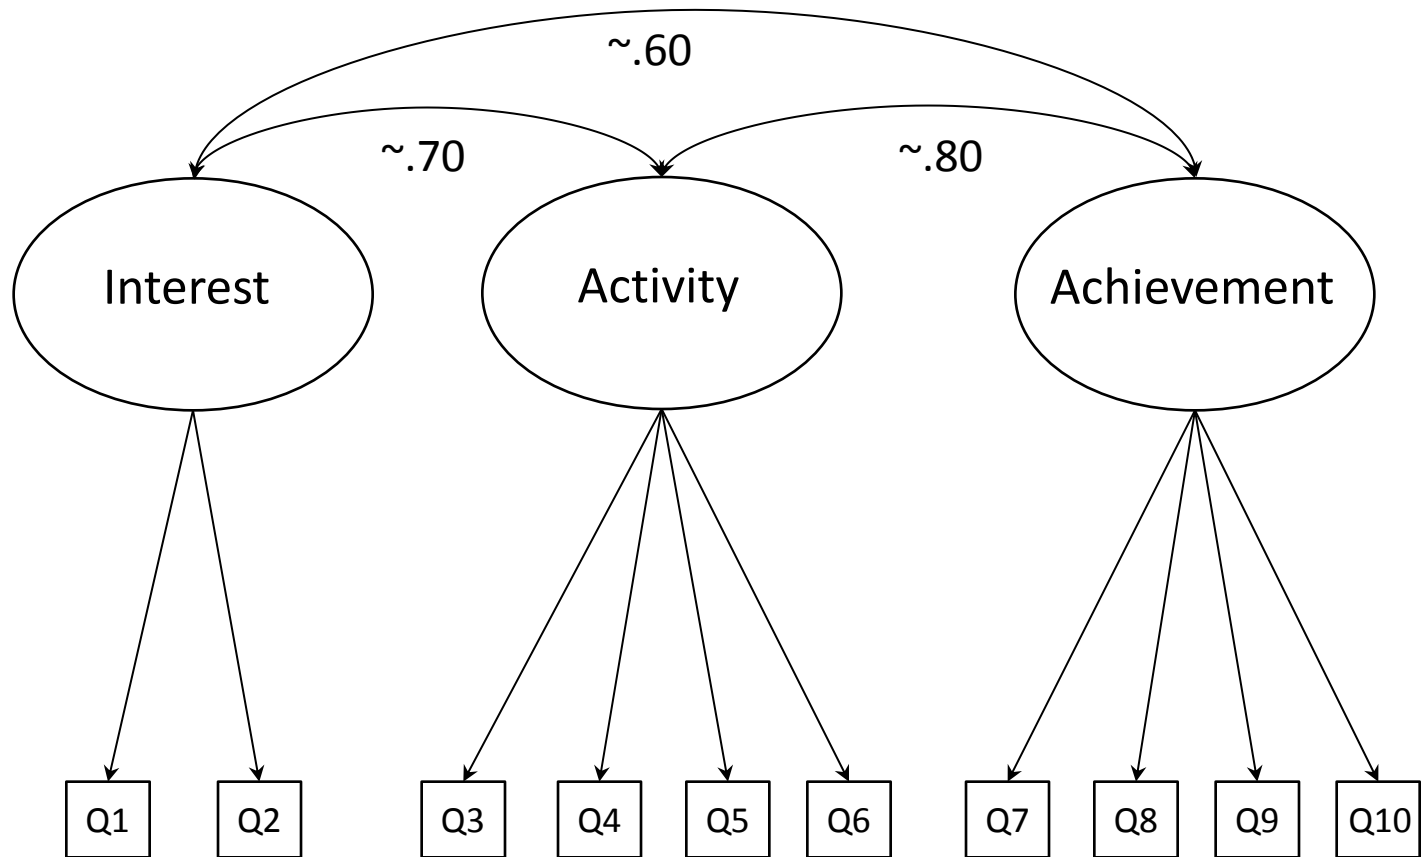 ~.60
~.70
~.80
Interest
Activity
Achievement
Q1
Q2
Q3
Q4
Q5
Q6
Q7
Q8
Q9
Q10